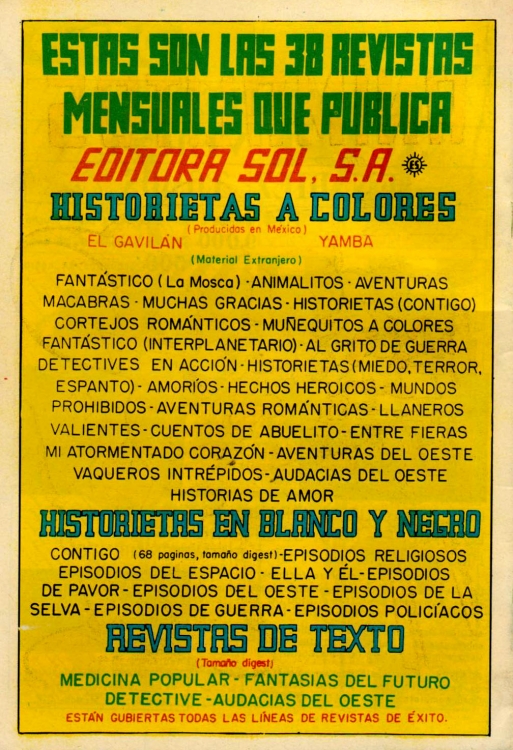 ESTAS SON LAS 38 REVISTAS
MENSUALES QUE PUBLICA
EDITORA SOL, S.A. ES
HISTORIETAS A COLORES
(Producidas en México)
EL GAVILÁN YAMBA
(Material Extranjero)
FANTÁSTICO (La Mosca) - ANIMALITOS - AVENTURAS
MACABRAS - MUCHAS GRACIAS - HISTORIETAS (CONTIGO)
CORTEJOS ROMÁNTICOS - MUÑEQUITOS A COLORES
FANTÁSTICO (INTERPLANETARIO) - AL GRITO DE GUERRA
DETECTIVES EN ACCIÓN - HISTORIETAS (MIEDO, TERROR,
ESPANTO) - AMORÍOS - HECHOS HEROICOS - MUNDOS
PROHIBIDOS - AVENTURAS ROMÁNTICAS - LLANEROS
VALIENTES - CUENTOS DE ABUELITO - ENTRE FIERAS
MI ATORMENTADO CORAZÓN - AVENTURAS DEL OESTE
VAQUEROS INTRÉPIDOS - AUDACIAS DEL OESTE
HISTORIAS DE AMOR
HISTORIETAS EN BLANCO Y NEGRO
CONTIGO (68 paginas, tamaño digest) - EPISODIOS RELIGIOSOS
EPISODIOS DEL ESPACIO - ELLA Y ÉL - EPISODIOS
DE PAVOR - EPISODIOS DEL OESTE - EPISODIOS DE LA
SELVA - EPISODIOS DE GUERRA - EPISODIOS POLICÍACOS
REVISTAS DE TEXTO
(Tamaño digest)
MEDICINA POPULAR - FANTASIAS DEL FUTURO
DETECTIVE - AUDACIAS DEL OESTE
ESTÁN GUBIERTAS TODAS LAS LÍNEAS DE REVISTAS DE ÉXITO.